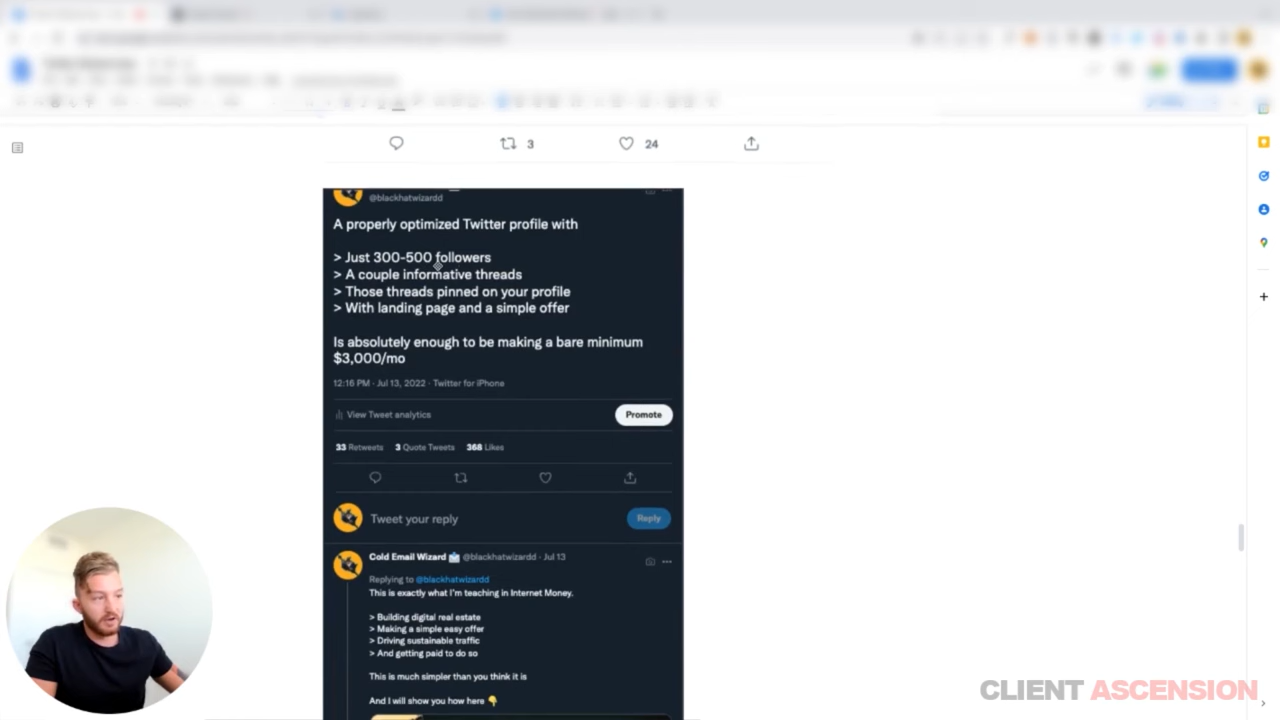 3
24
@blackhatwizardd
A properly optimized Twitter profile with
> Just 300-500 followers
> A couple informative threads
> Those threads pinned on your profile
> With landing page and a simple offer
Is absolutely enough to be making a bare minimum
$3,000/mo
12:16 PM · Jul 13, 2022 · Twitter for iPhone
View Tweet analytics
Promote
33 Retweets 3 Quote Tweets 368 Likes
Tweet your reply
Reply
Cold Email Wizard @blackhatwizardd · Jul 13
Replying to @blackhatwizardd
This is exactly what I'm teaching in Internet Money.
> Building digital real estate
> Making a simple easy offer
> Driving sustainable traffic
> And getting paid to do so
This is much simpler than you think it is
And I will show you how here 👇
CLIENT ASCENSION